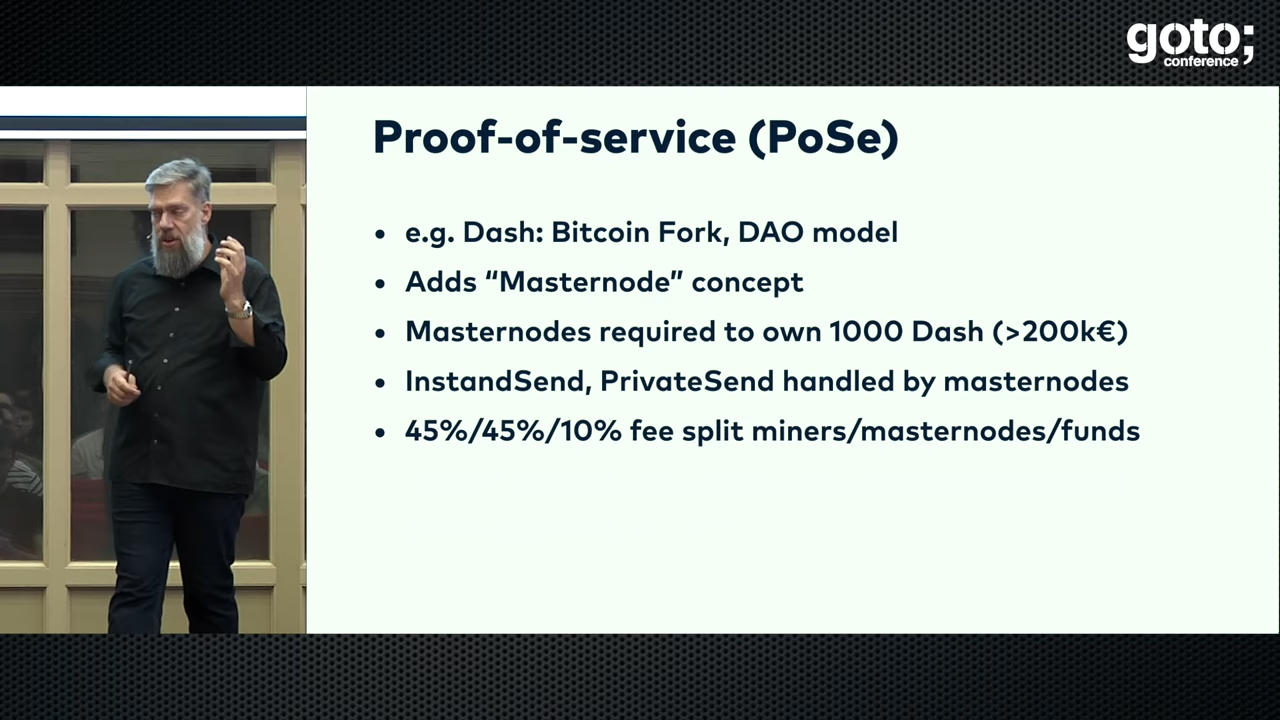 goto;
conference
Proof-of-service (PoSe)
• e.g. Dash: Bitcoin Fork, DAO model
• Adds “Masternode” concept
• Masternodes required to own 1000 Dash (>200k€)
• InstandSend, PrivateSend handled by masternodes
• 45%/45%/10% fee split miners/masternodes/funds